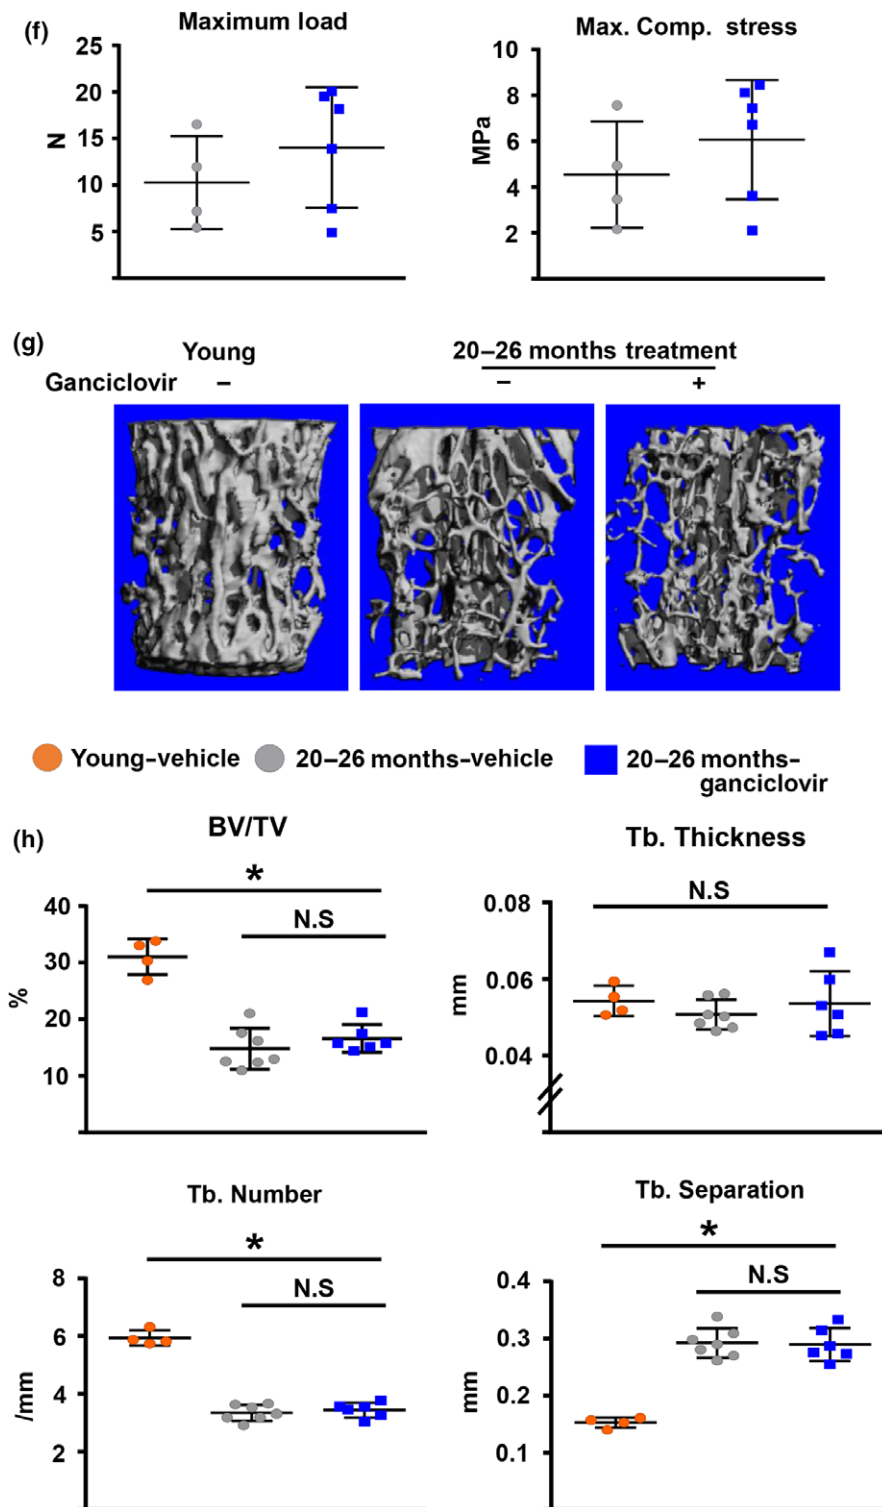 (f)
Maximum load
25
20
15
10
5
N
Max. Comp. stress
10
8
6
4
2
MPa
(g)
Young
20–26 months treatment
Ganciclovir – – +
Young–vehicle
20–26 months–vehicle
20–26 months–
ganciclovir
(h)
BV/TV
*
N.S
40
30
20
10
%
Tb. Thickness
N.S
0.08
0.06
0.04
mm
Tb. Number
*
N.S
8
6
4
2
/mm
Tb. Separation
*
N.S
0.4
0.3
0.2
0.1
mm